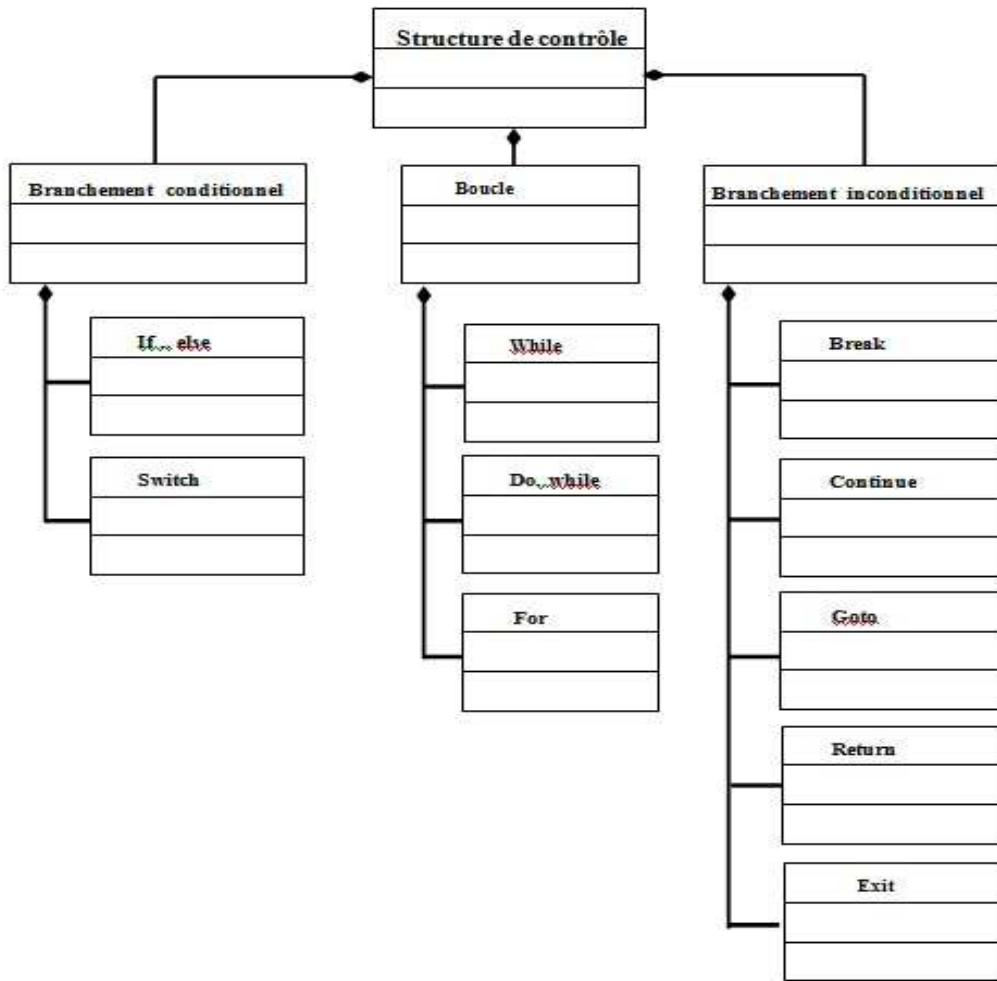 Structure de contrôle
Branchement conditionnel
Boucle
Branchement inconditionnel
If... else
Switch
While
Do..while
For
Break
Continue
Goto
Return
Exit